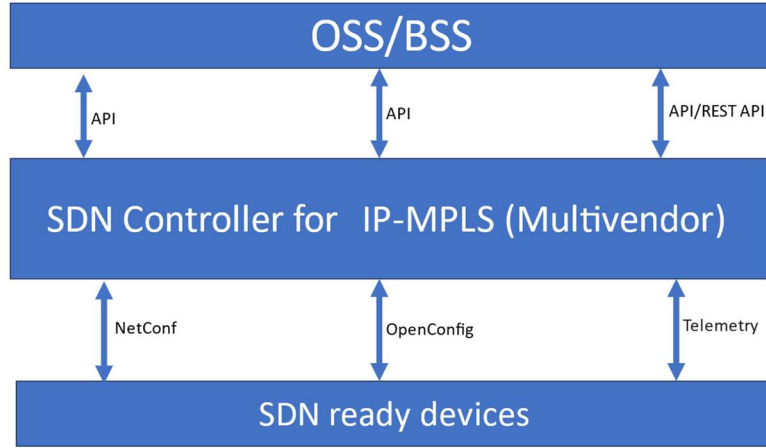 OSS/BSS
API
API
API/REST API
SDN Controller for IP-MPLS (Multivendor)
NetConf
OpenConfig
Telemetry
SDN ready devices